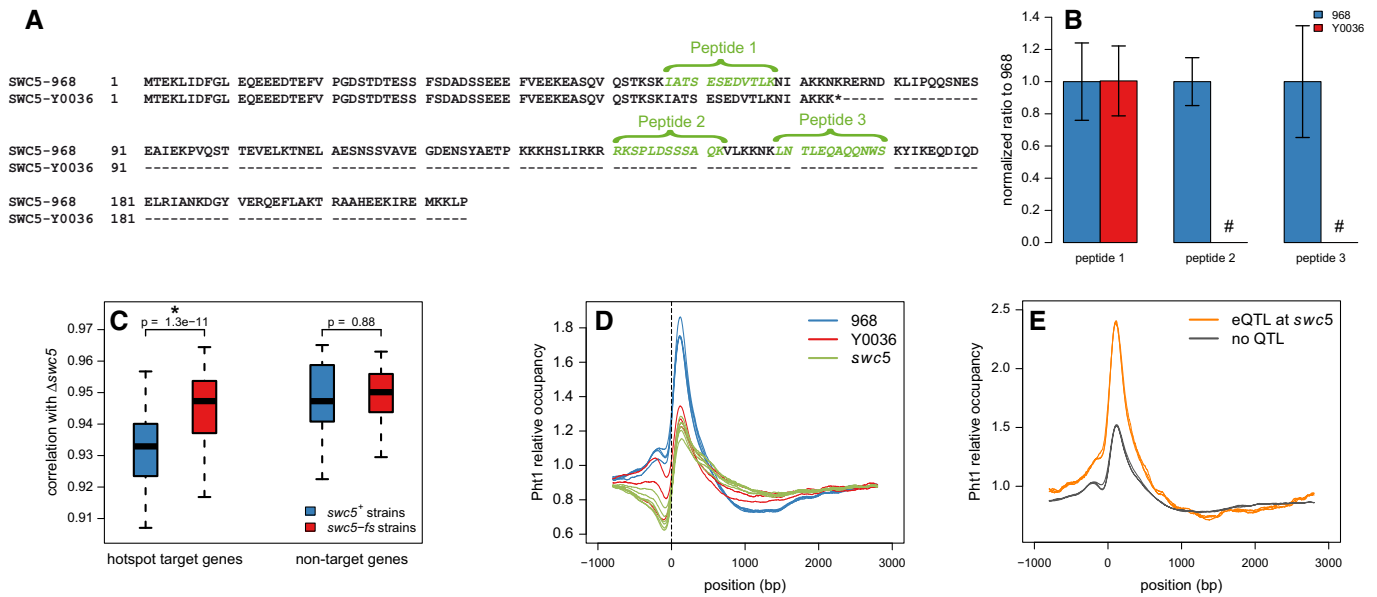 A
Peptide 1
SWC5-968 1 MTEKLIDFGL EQEEEDTEFV PGDSTDTESS FSDADSSEEE FVEEKEASQV QSTKSKIATS ESEDVTLKNI AKKNKRERND KLIPQQSNES
SWC5-Y0036 1 MTEKLIDFGL EQEEEDTEFV PGDSTDTESS FSDADSSEEE FVEEKEASQV QSTKSKIATS ESEDVTLKNI AKKK*----- ----------
Peptide 2 Peptide 3
SWC5-968 91 EAIEKPVQST TEVELKTNEL AESNSSVAVE GDENSYAETP KKKHSLIRKR RKSPLDSSSA QKVLKKNKLN TLEQAQQNWS KYIKEQDIQD
SWC5-Y0036 91 ---------- ---------- ---------- ---------- ---------- ---------- ---------- ---------- ----------
SWC5-968 181 ELRIANKDGY VERQEFLAKT RAAHEEKIRE MKKLP
SWC5-Y0036 181 ---------- ---------- ---------- -----
B
968
Y0036
normalized ratio to 968
1.4
1.2
1.0
0.8
0.6
0.4
0.2
0.0
# #
peptide 1 peptide 2 peptide 3
C
correlation with Δswc5
0.97
0.96
0.95
0.94
0.93
0.92
0.91
*
p = 1.3e−11 p = 0.88
swc5+ strains
swc5−fs strains
hotspot target genes non-target genes
D
968
Y0036
swc5
Pht1 relative occupancy
1.8
1.6
1.4
1.2
1.0
0.8
0.6
−1000 0 1000 2000 3000
position (bp)
E
eQTL at swc5
no QTL
Pht1 relative occupancy
2.5
2.0
1.5
1.0
−1000 0 1000 2000 3000
position (bp)